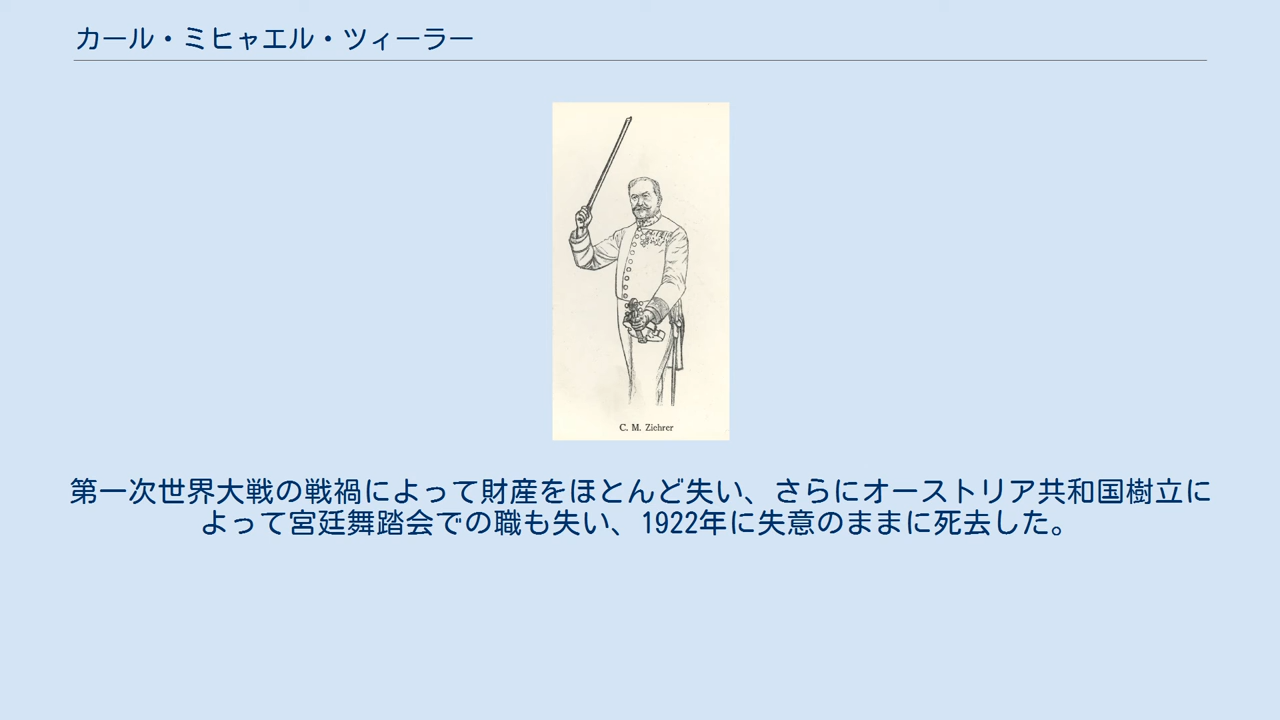 カール・ミヒャエル・ツィーラー
C. M. Ziehrer
第一次世界大戦の戦禍によって財産をほとんど失い、さらにオーストリア共和国樹立に
よって宮廷舞踏会での職も失い、1922年に失意のままに死去した。